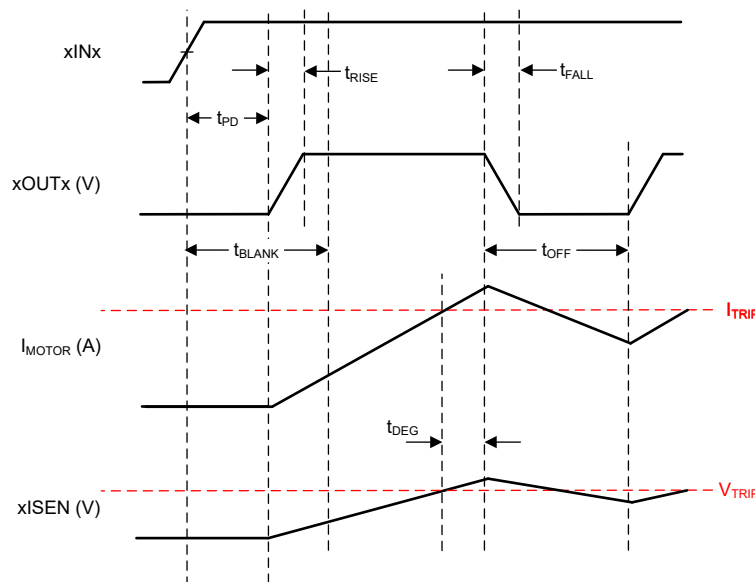 xINx
tRISE
tFALL
tPD
xOUTx (V)
tBLANK
tOFF
ITRIP
IMOTOR (A)
tDEG
xISEN (V)
VTRIP